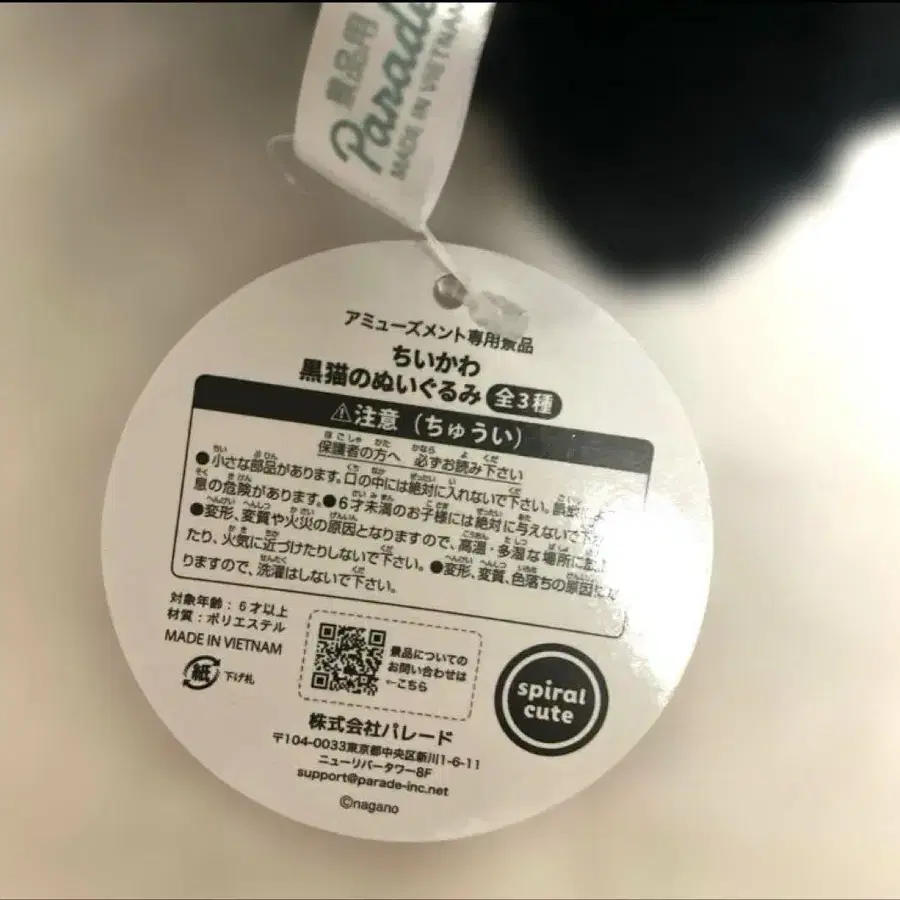 景品用
Parade
MADE IN VIETNAM
アミューズメント専用景品
ちいかわ
黒猫のぬいぐるみ 全3種
⚠注意(ちゅうい)
保護者の方へ 必ずお読み下さい
●小さな部品があります。口の中には絶対に入れないで下さい。
息の危険があります。●6才未満のお子様には絶対に与えないで下
●変形、変質や火災の原因となりますので、高温・多湿な場所に
たり、火気に近づけたりしないで下さい。●変形、変質、色落ちの原因にな
りますので、洗濯はしないで下さい。
対象年齢:6才以上
材質:ポリエステル
MADE IN VIETNAM
紙 下げ札
景品についての
お問い合わせは
←こちら
spiral
cute
株式会社パレード
〒104-0033東京都中央区新川1-6-11
ニューリバータワー8F
support@parade-inc.net
©nagano